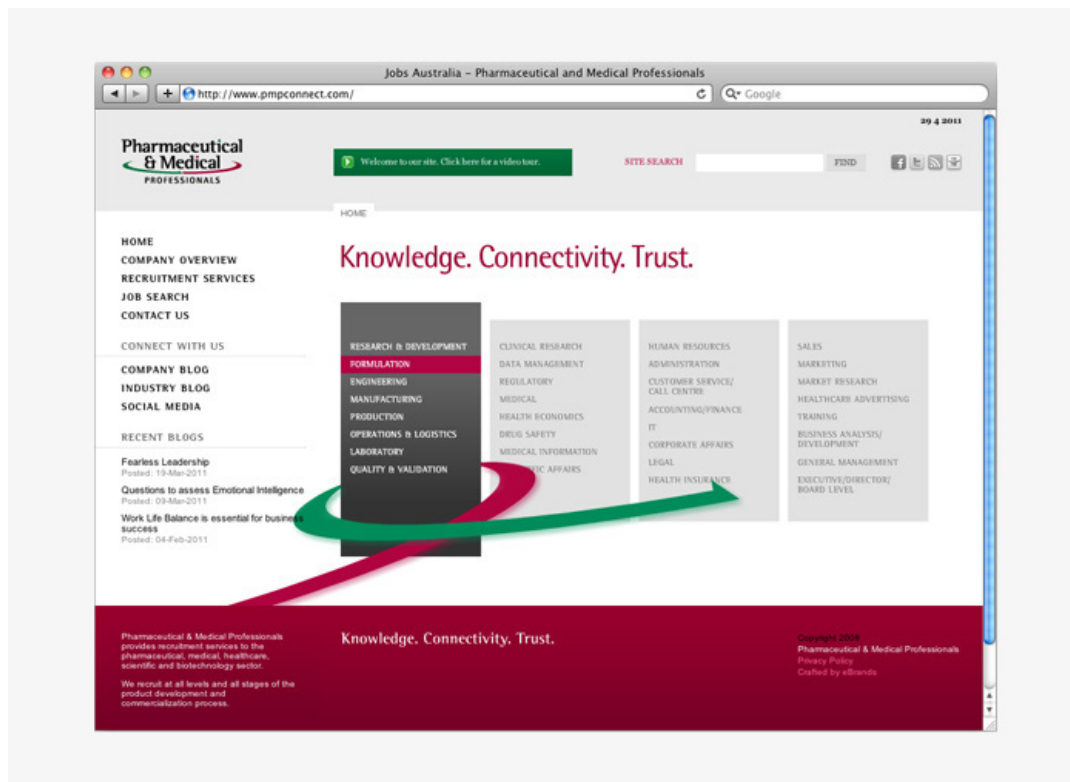 Jobs Australia – Pharmaceutical and Medical Professionals
http://www.pmpconnect.com/
Google
29 4 2011
Pharmaceutical
& Medical
PROFESSIONALS
Welcome to our site. Click here for a video tour.
SITE SEARCH
FIND
HOME
HOME
COMPANY OVERVIEW
RECRUITMENT SERVICES
JOB SEARCH
CONTACT US
CONNECT WITH US
COMPANY BLOG
INDUSTRY BLOG
SOCIAL MEDIA
RECENT BLOGS
Fearless Leadership
Posted: 19-Mar-2011
Questions to assess Emotional Intelligence
Posted: 09-Mar-2011
Work Life Balance is essential for business
success
Posted: 04-Feb-2011
Knowledge. Connectivity. Trust.
RESEARCH & DEVELOPMENT
FORMULATION
ENGINEERING
MANUFACTURING
PRODUCTION
OPERATIONS & LOGISTICS
LABORATORY
QUALITY & VALIDATION
CLINICAL RESEARCH
DATA MANAGEMENT
REGULATORY
MEDICAL
HEALTH ECONOMICS
DRUG SAFETY
MEDICAL INFORMATION
AFFAIRS
HUMAN RESOURCES
ADMINISTRATION
CUSTOMER SERVICE/
CALL CENTRE
ACCOUNTING/FINANCE
IT
CORPORATE AFFAIRS
LEGAL
HEALTH INSURANCE
SALES
MARKETING
MARKET RESEARCH
HEALTHCARE ADVERTISING
TRAINING
BUSINESS ANALYSIS/
DEVELOPMENT
GENERAL MANAGEMENT
EXECUTIVE/DIRECTOR/
BOARD LEVEL
Pharmaceutical & Medical Professionals
provides recruitment services to the
pharmaceutical, medical, healthcare,
scientific and biotechnology sector.
We recruit at all levels and all stages of the
product development and
commercialization process.
Knowledge. Connectivity. Trust.
Copyright 2009
Pharmaceutical & Medical Professionals
Privacy Policy
Crafted by eBrands